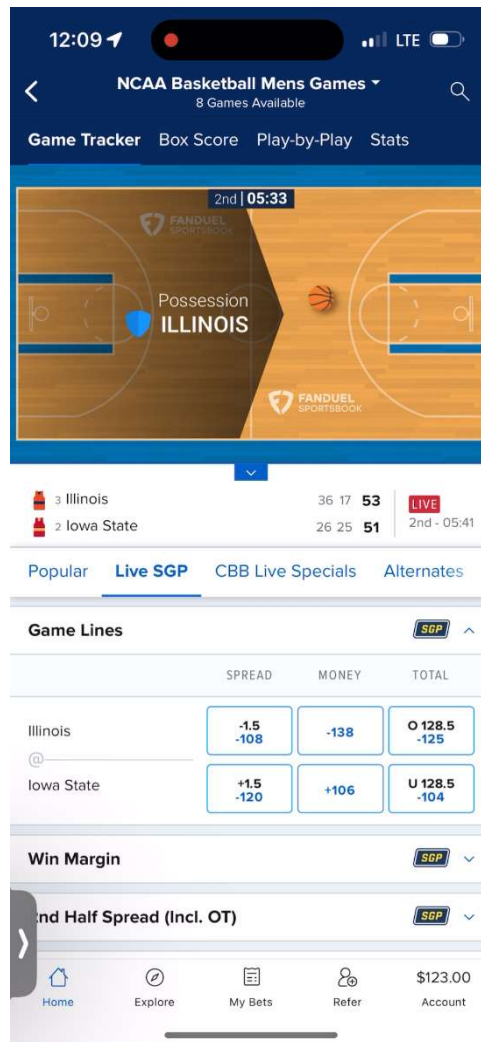 12:09
LTE
NCAA Basketball Mens Games
8 Games Available
Game Tracker Box Score Play-by-Play Stats
2nd | 05:33
FANDUEL
SPORTSBOOK
Possession
ILLINOIS
FANDUEL
SPORTSBOOK
3 Illinois 36 17 53 LIVE
2 Iowa State 26 25 51 2nd - 05:41
Popular Live SGP CBB Live Specials Alternates
Game Lines SGP
SPREAD MONEY TOTAL
Illinois -1.5 -138 O 128.5
-108 -125
@
Iowa State +1.5 +106 U 128.5
-120 -104
Win Margin SGP
nd Half Spread (Incl. OT) SGP
Home Explore My Bets Refer $123.00
Account